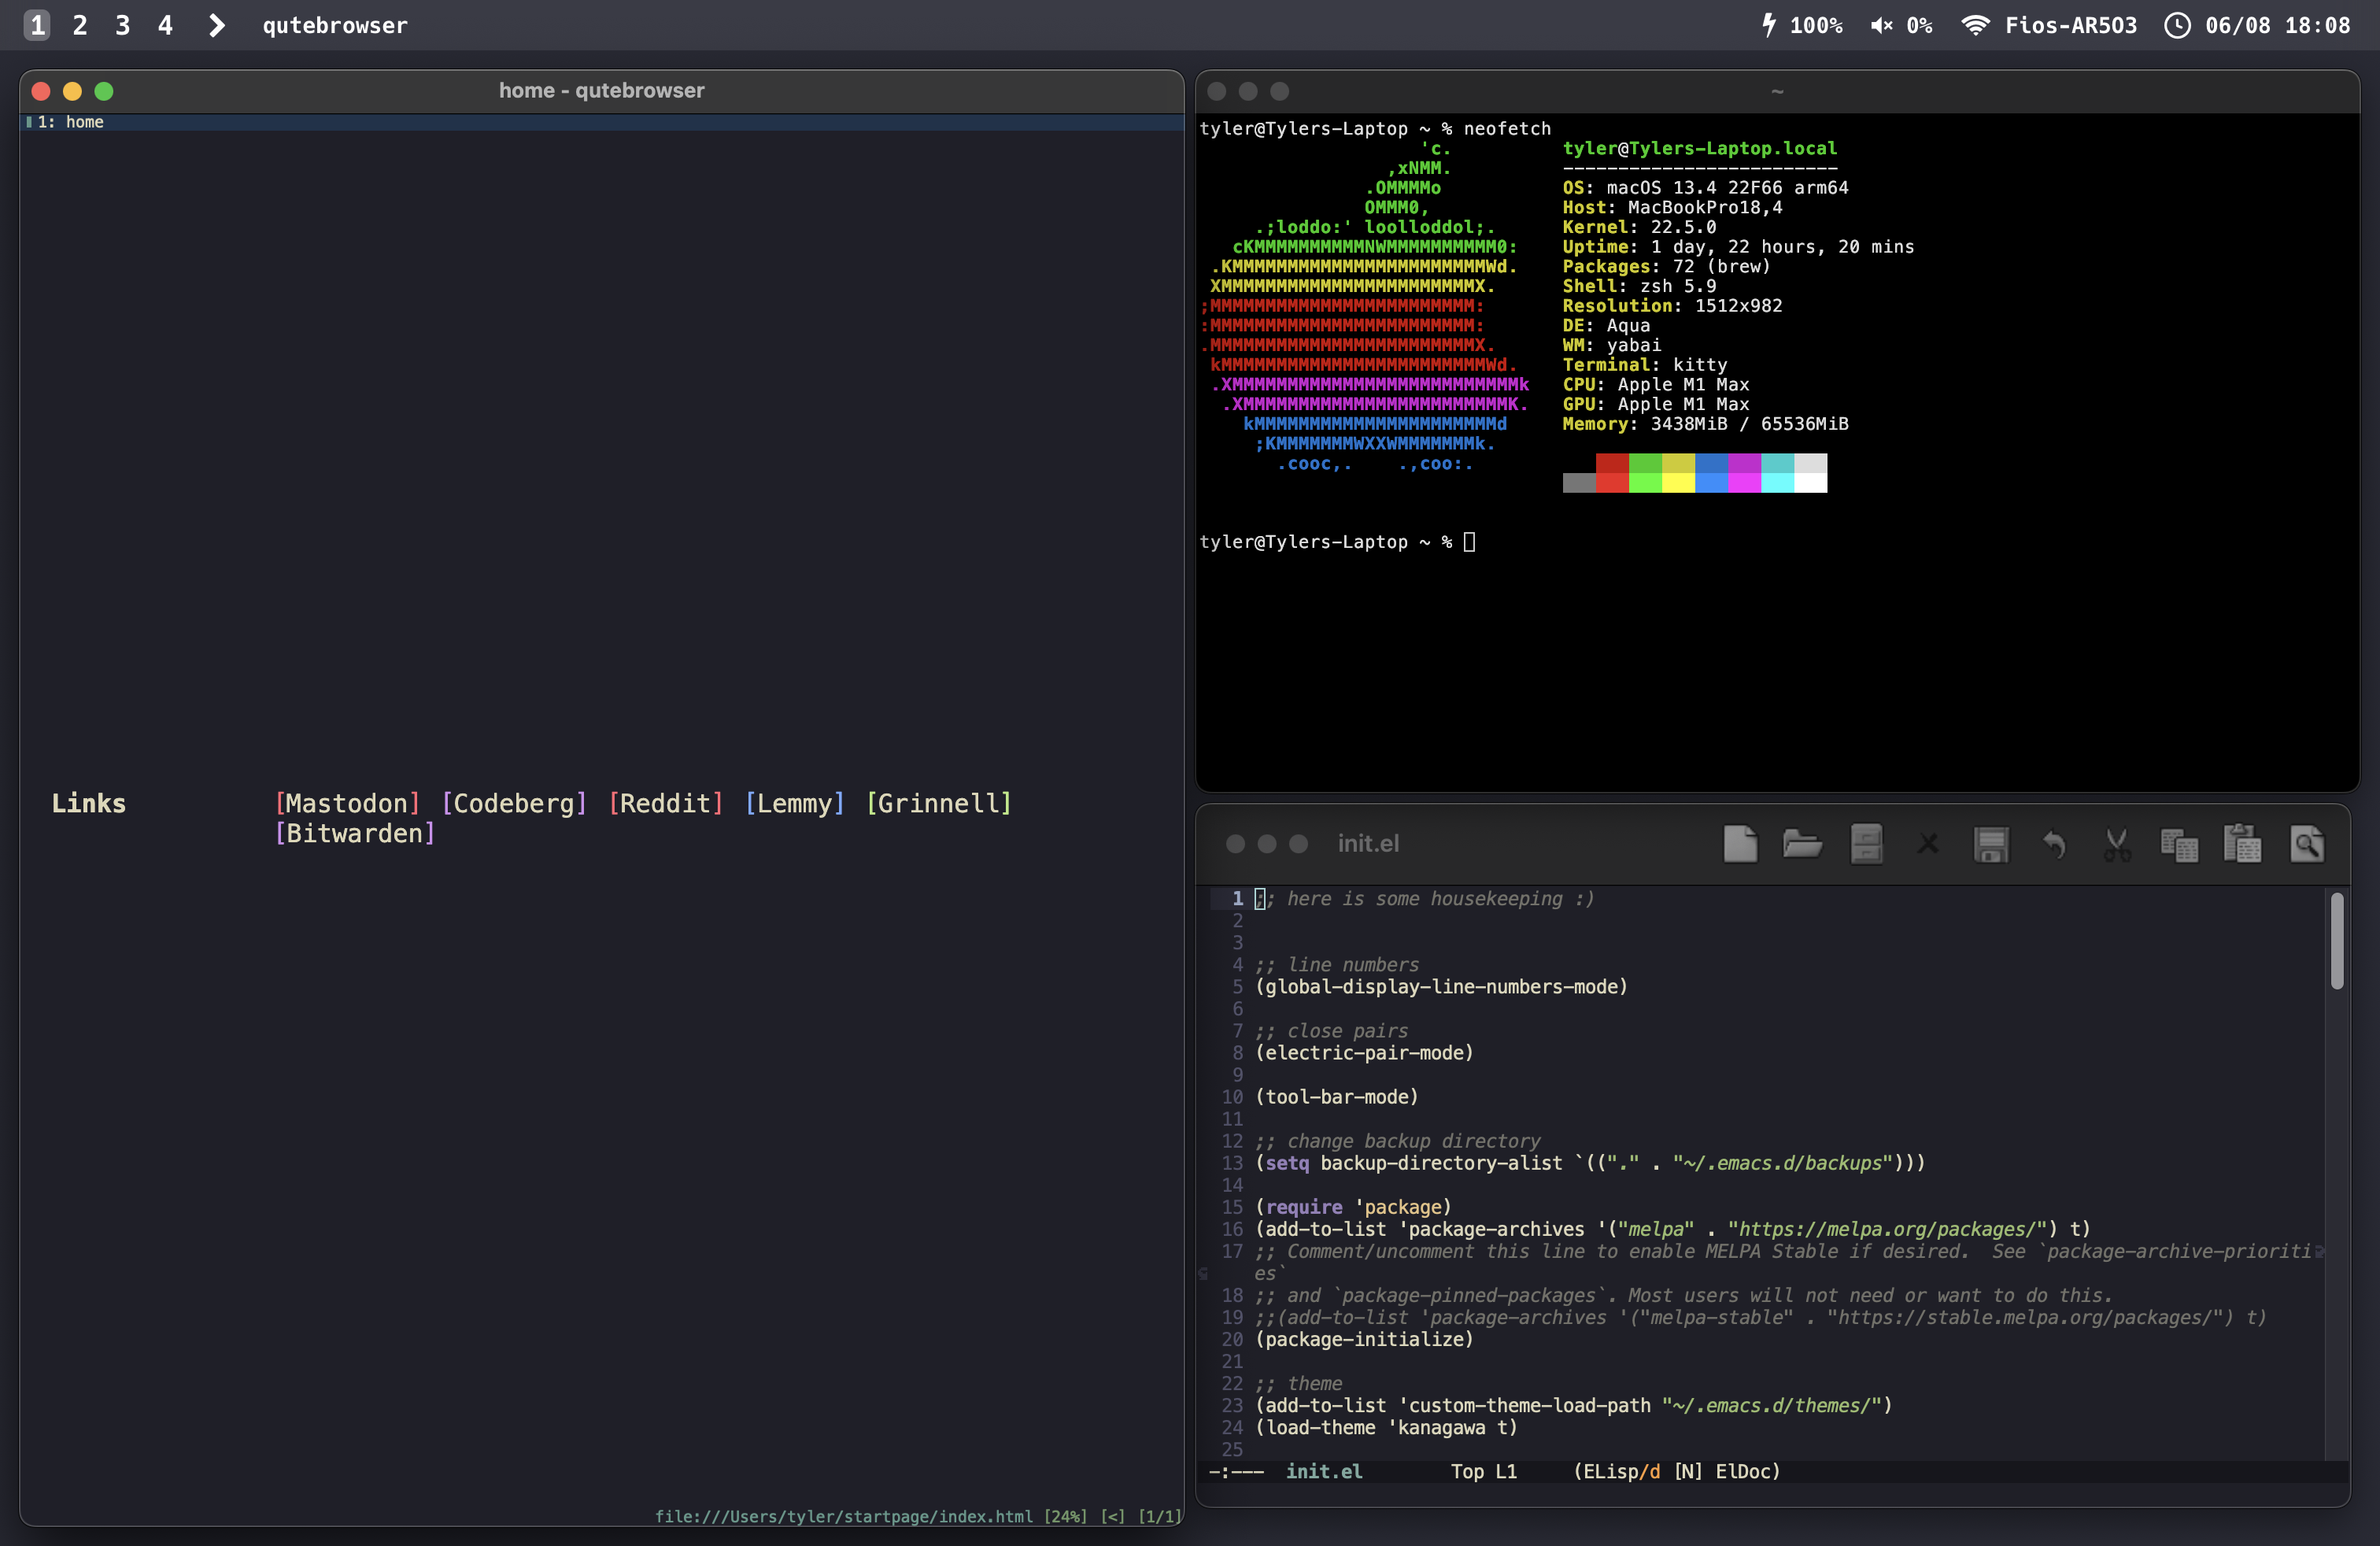 1 2 3 4 qutebrowser 100% 0% Fios-AR5O3 06/08 18:08
home - qutebrowser
1: home
Links [Mastodon] [Codeberg] [Reddit] [Lemmy] [Grinnell]
[Bitwarden]
file:///Users/tyler/startpage/index.html [24%] [<] [1/1]
~
tyler@Tylers-Laptop ~ % neofetch
'c. tyler@Tylers-Laptop.local
,xNMM. -------------------------
.OMMMMo OS: macOS 13.4 22F66 arm64
OMMM0, Host: MacBookPro18,4
.;loddo:' loolloddol;. Kernel: 22.5.0
cKMMMMMMMMMMNWMMMMMMMMMM0: Uptime: 1 day, 22 hours, 20 mins
.KMMMMMMMMMMMMMMMMMMMMMMMWd. Packages: 72 (brew)
XMMMMMMMMMMMMMMMMMMMMMMMX. Shell: zsh 5.9
;MMMMMMMMMMMMMMMMMMMMMMMM: Resolution: 1512x982
:MMMMMMMMMMMMMMMMMMMMMMMM: DE: Aqua
.MMMMMMMMMMMMMMMMMMMMMMMMX. WM: yabai
kMMMMMMMMMMMMMMMMMMMMMMMMWd. Terminal: kitty
.XMMMMMMMMMMMMMMMMMMMMMMMMMMk CPU: Apple M1 Max
.XMMMMMMMMMMMMMMMMMMMMMMMMK. GPU: Apple M1 Max
kMMMMMMMMMMMMMMMMMMMMMMd Memory: 3438MiB / 65536MiB
;KMMMMMMMWXXWMMMMMMMk.
.cooc,. .,coo:.
tyler@Tylers-Laptop ~ %
init.el
1 ;; here is some housekeeping :)
2
3
4 ;; line numbers
5 (global-display-line-numbers-mode)
6
7 ;; close pairs
8 (electric-pair-mode)
9
10 (tool-bar-mode)
11
12 ;; change backup directory
13 (setq backup-directory-alist `(("." . "~/.emacs.d/backups")))
14
15 (require 'package)
16 (add-to-list 'package-archives '("melpa" . "https://melpa.org/packages/") t)
17 ;; Comment/uncomment this line to enable MELPA Stable if desired.  See `package-archive-prioriti
es`
18 ;; and `package-pinned-packages`. Most users will not need or want to do this.
19 ;;(add-to-list 'package-archives '("melpa-stable" . "https://stable.melpa.org/packages/") t)
20 (package-initialize)
21
22 ;; theme
23 (add-to-list 'custom-theme-load-path "~/.emacs.d/themes/")
24 (load-theme 'kanagawa t)
25
-:--- init.el Top L1 (ELisp/d [N] ElDoc)